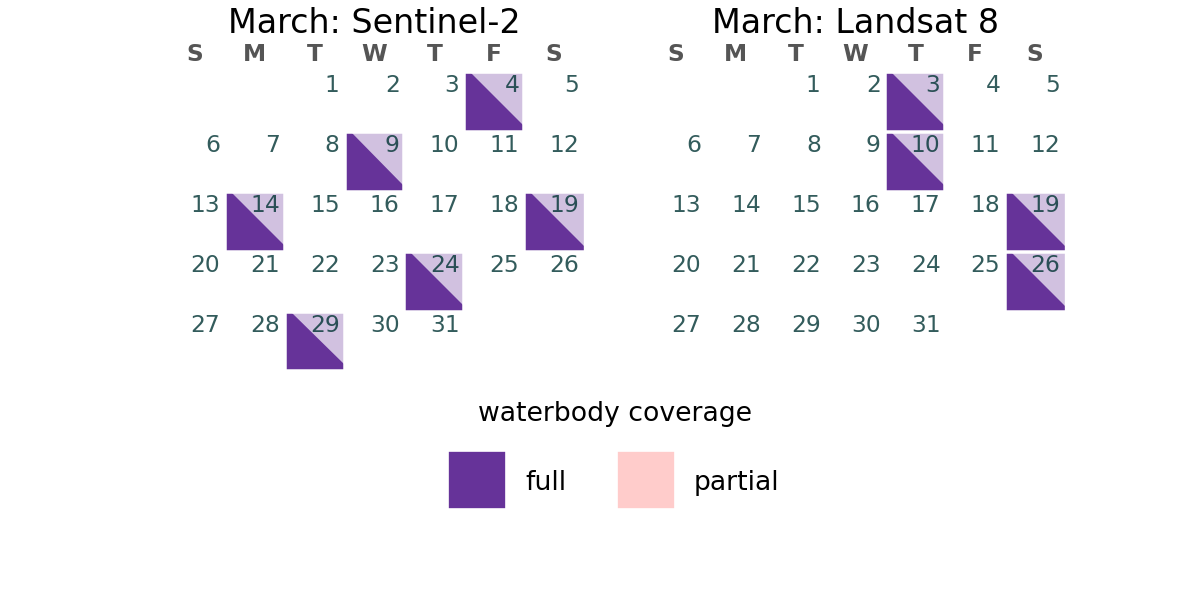 March: Sentinel-2
S M T W T F S
1 2 3 4 5
6 7 8 9 10 11 12
13 14 15 16 17 18 19
20 21 22 23 24 25 26
27 28 29 30 31
March: Landsat 8
S M T W T F S
1 2 3 4 5
6 7 8 9 10 11 12
13 14 15 16 17 18 19
20 21 22 23 24 25 26
27 28 29 30 31
waterbody coverage
full partial